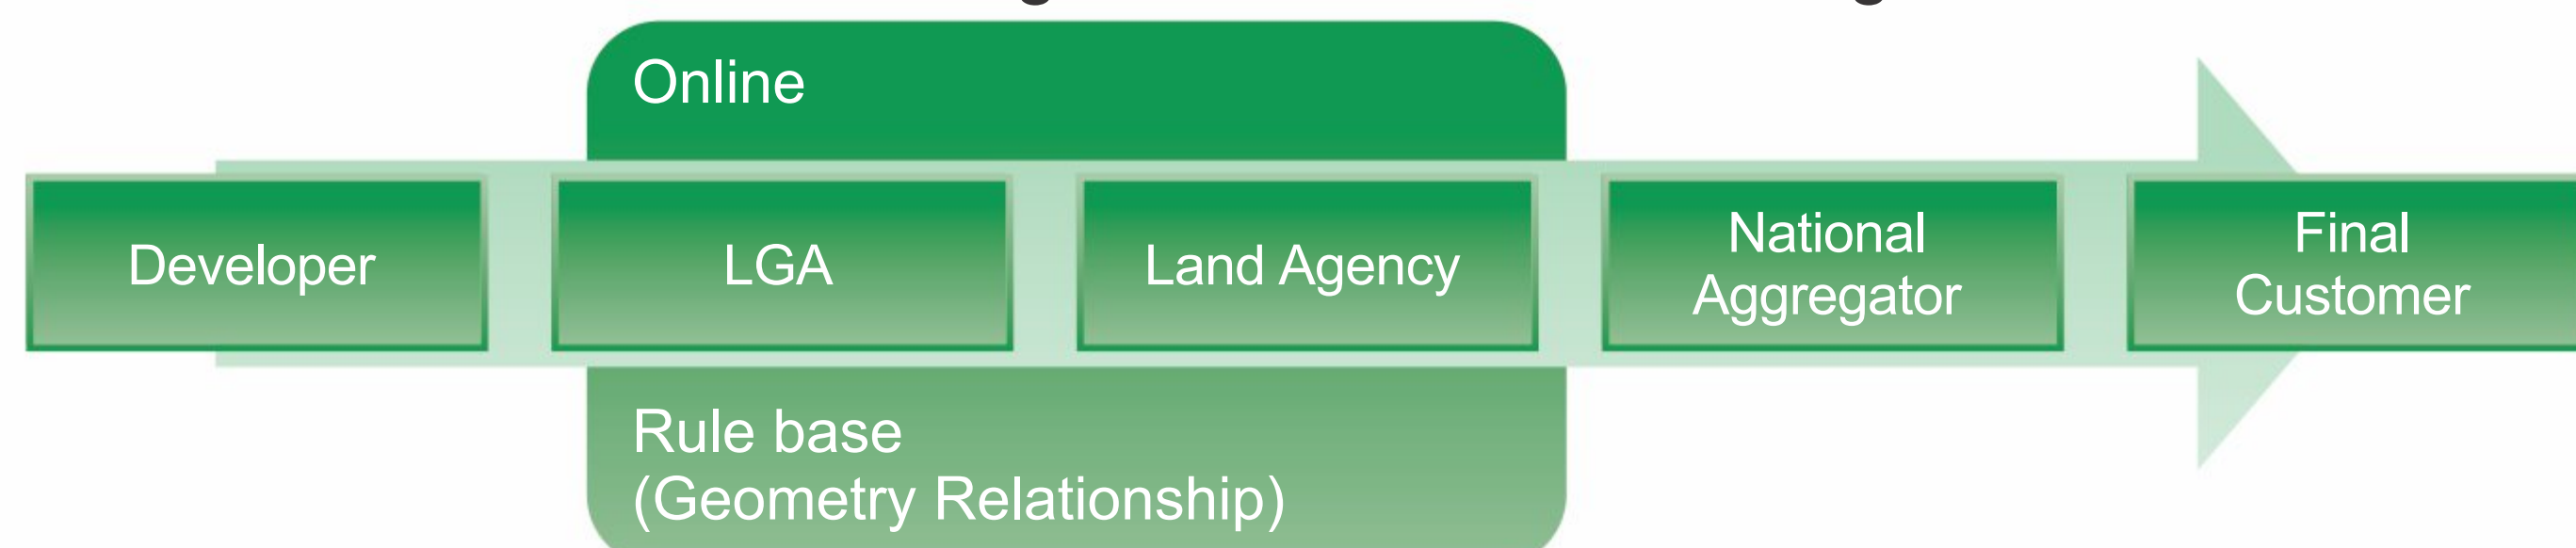 Online
Developer
LGA
Land Agency
National
Aggregator
Final
Customer
Rule base
(Geometry Relationship)